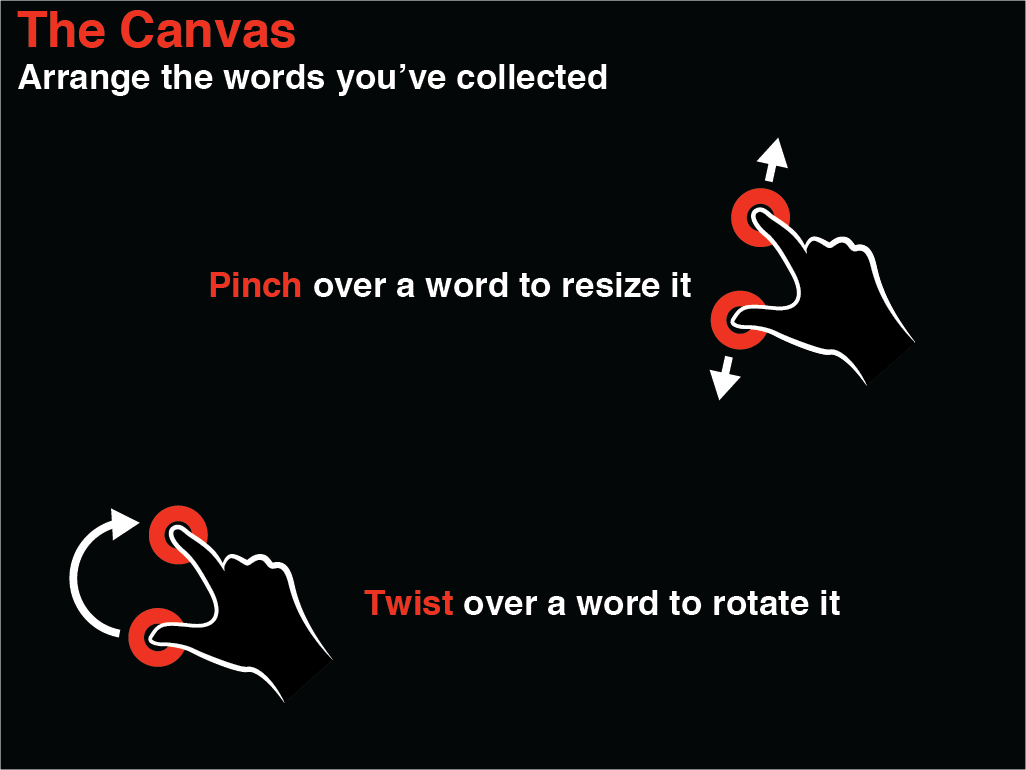 The Canvas
Arrange the words you’ve collected
Pinch over a word to resize it
Twist over a word to rotate it